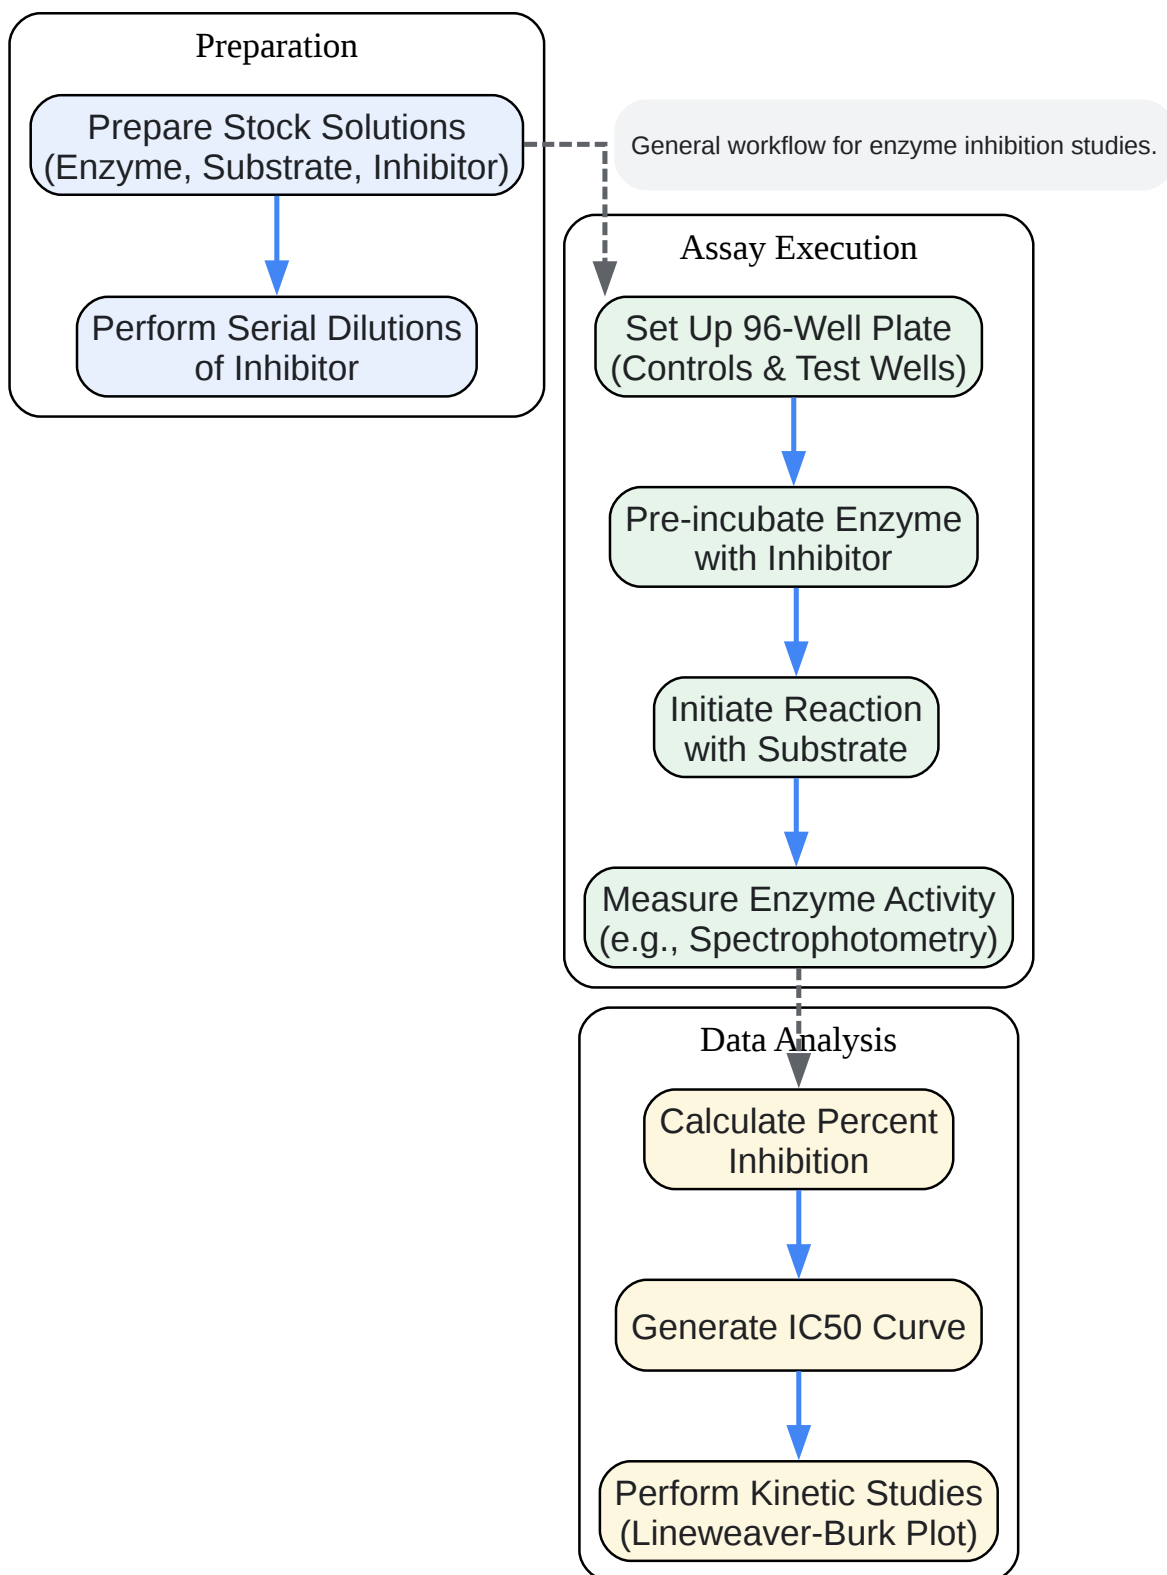 Preparation
Prepare Stock Solutions
(Enzyme, Substrate, Inhibitor)
Perform Serial Dilutions
of Inhibitor
General workflow for enzyme inhibition studies.
Assay Execution
Set Up 96-Well Plate
(Controls & Test Wells)
Pre-incubate Enzyme
with Inhibitor
Initiate Reaction
with Substrate
Measure Enzyme Activity
(e.g., Spectrophotometry)
Data Analysis
Calculate Percent
Inhibition
Generate IC50 Curve
Perform Kinetic Studies
(Lineweaver-Burk Plot)